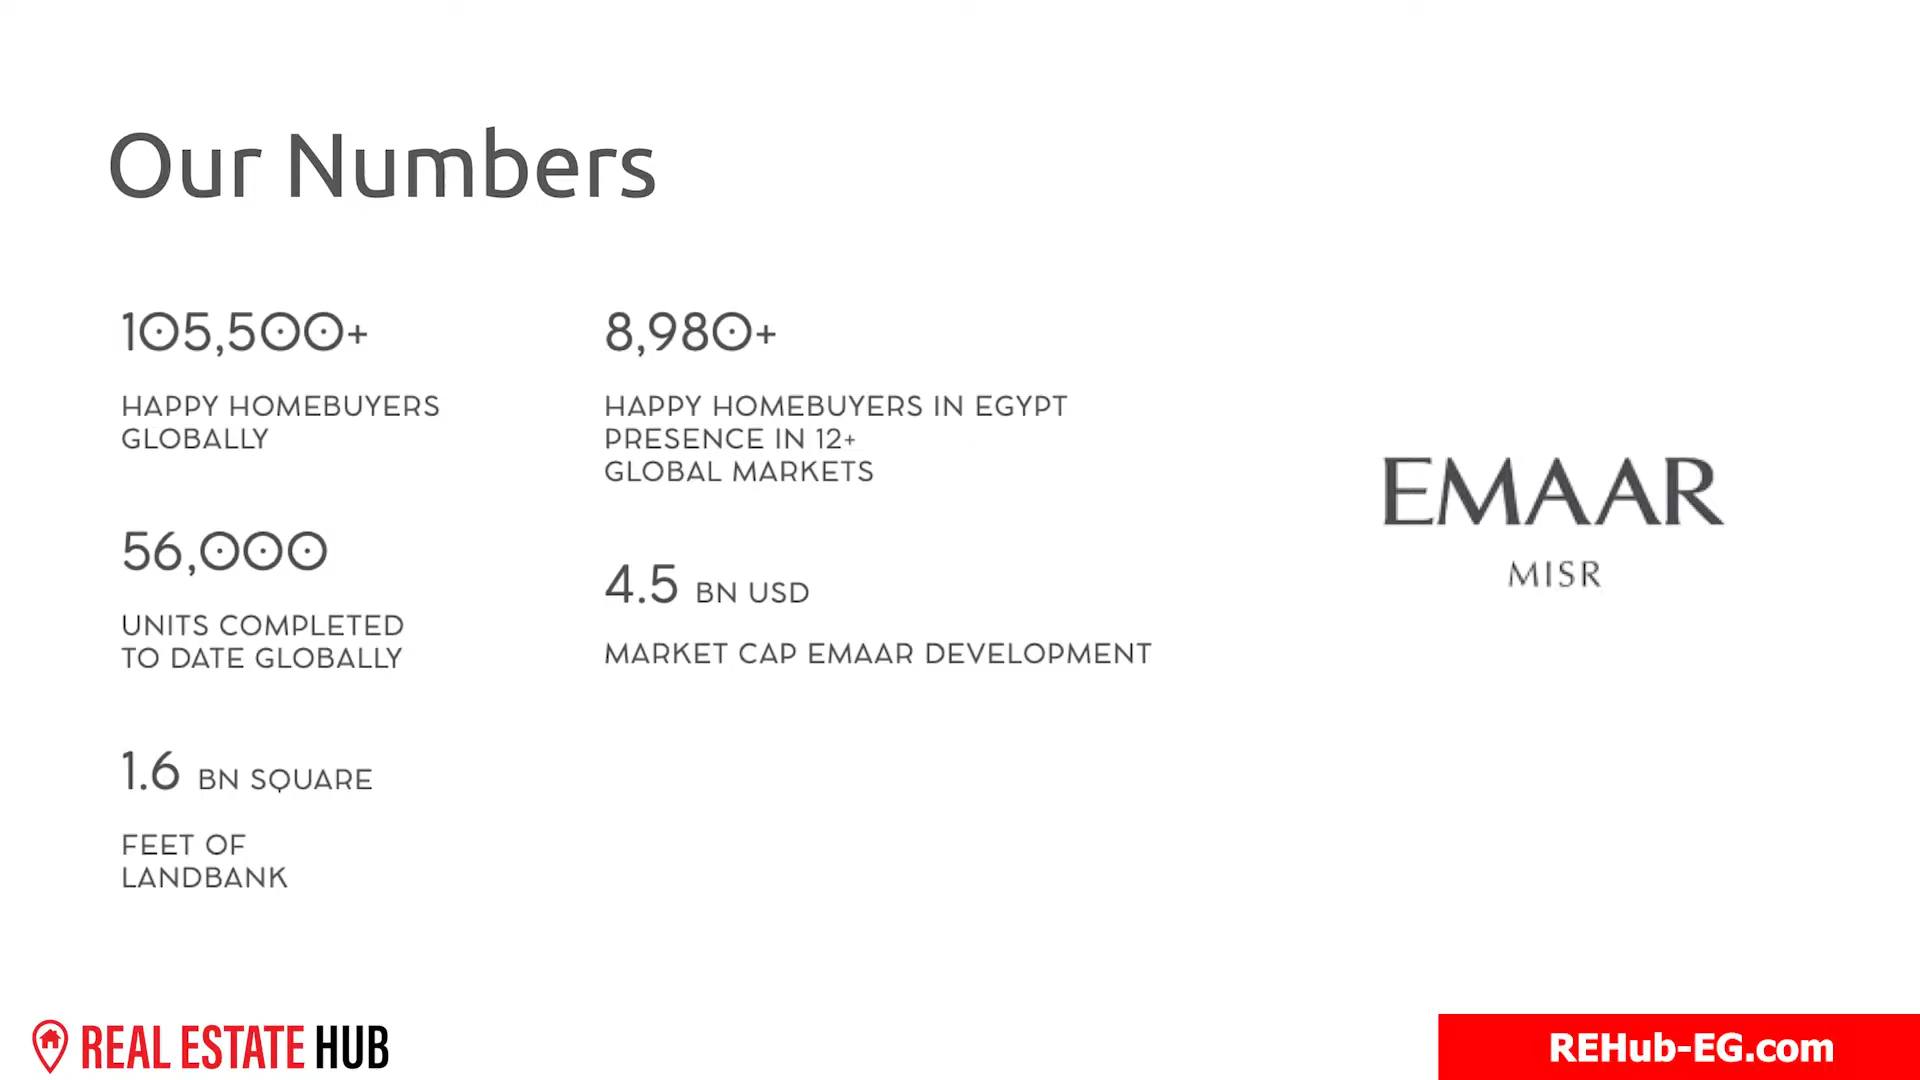 Our Numbers
105,500+
HAPPY HOMEBUYERS
GLOBALLY
56,000
UNITS COMPLETED
TO DATE GLOBALLY
1.6 BN SQUARE
FEET OF
LANDBANK
8,980+
HAPPY HOMEBUYERS IN EGYPT
PRESENCE IN 12+
GLOBAL MARKETS
4.5 BN USD
MARKET CAP EMAAR DEVELOPMENT
EMAAR
MISR
REAL ESTATE HUB
REHub-EG.com